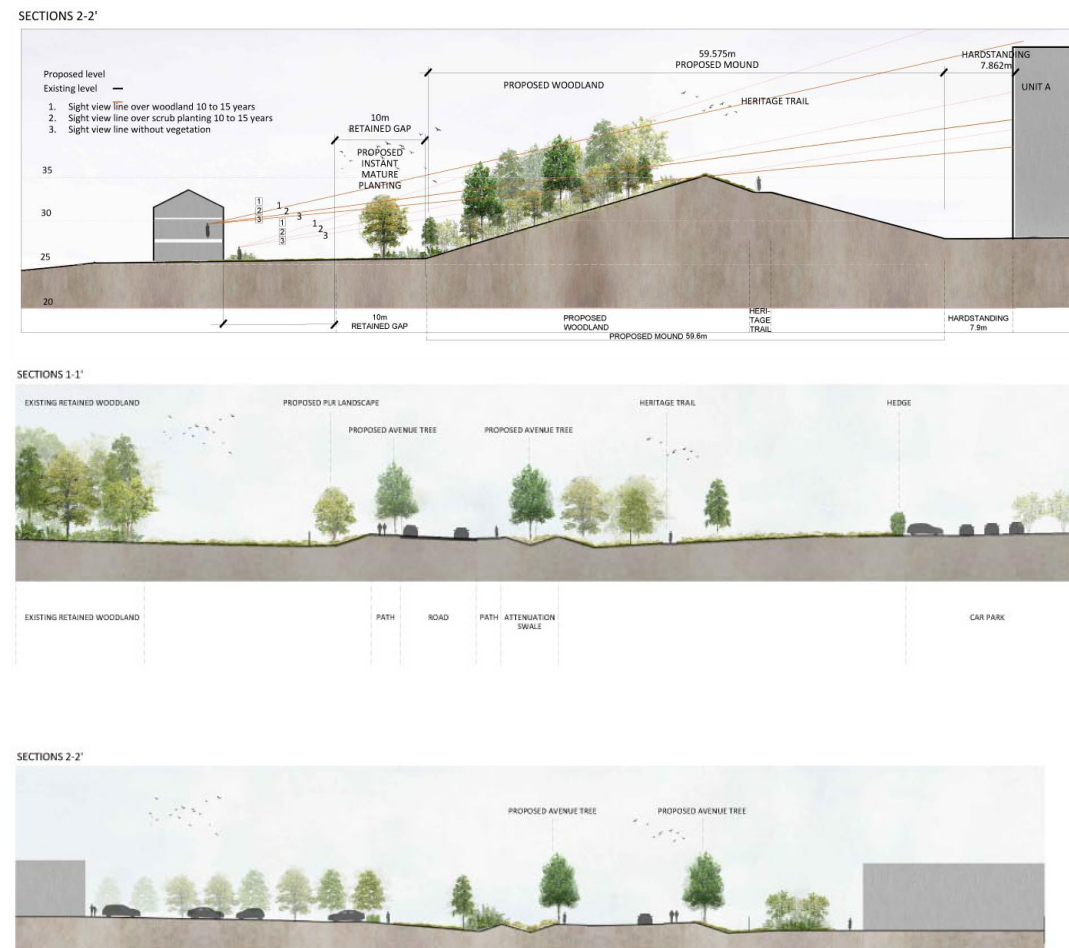 SECTIONS 2-2'
59.575m
PROPOSED MOUND
HARDSTANDING
7.862m
Proposed level
Existing level
PROPOSED WOODLAND
UNIT A
HERITAGE TRAIL
1. Sight view line over woodland 10 to 15 years
2. Sight view line over scrub planting 10 to 15 years
3. Sight view line without vegetation
10m
RETAINED GAP
PROPOSED
INSTANT
MATURE
PLANTING
35
30
25
20
1
2
3
1
2
3
1
2
3
1
2
3
10m
RETAINED GAP
PROPOSED
WOODLAND
HERI-
TAGE
TRAIL
HARDSTANDING
7.9m
PROPOSED MOUND 59.6m
SECTIONS 1-1'
EXISTING RETAINED WOODLAND
PROPOSED PLR LANDSCAPE
HERITAGE TRAIL
HEDGE
PROPOSED AVENUE TREE
PROPOSED AVENUE TREE
EXISTING RETAINED WOODLAND
PATH
ROAD
PATH
ATTENUATION
SWALE
CAR PARK
SECTIONS 2-2'
PROPOSED AVENUE TREE
PROPOSED AVENUE TREE